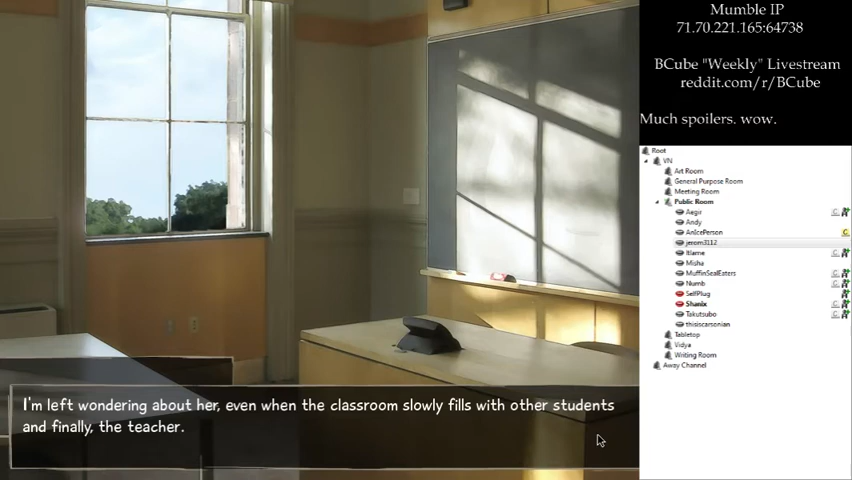 Mumble IP
71.70.221.165:64738
BCube "Weekly" Livestream
reddit.com/r/BCube
Much spoilers. wow.
Root
VN
Art Room
General Purpose Room
Meeting Room
Public Room
Aegir
Andy
AnIcePerson
jerom3112
Itlame
Misha
MuffinSealEaters
Numb
SelfPlug
Shanix
Takutsubo
thisiscarsonian
Tabletop
Vidya
Writing Room
Away Channel
I'm left wondering about her, even when the classroom slowly fills with other students
and finally, the teacher.